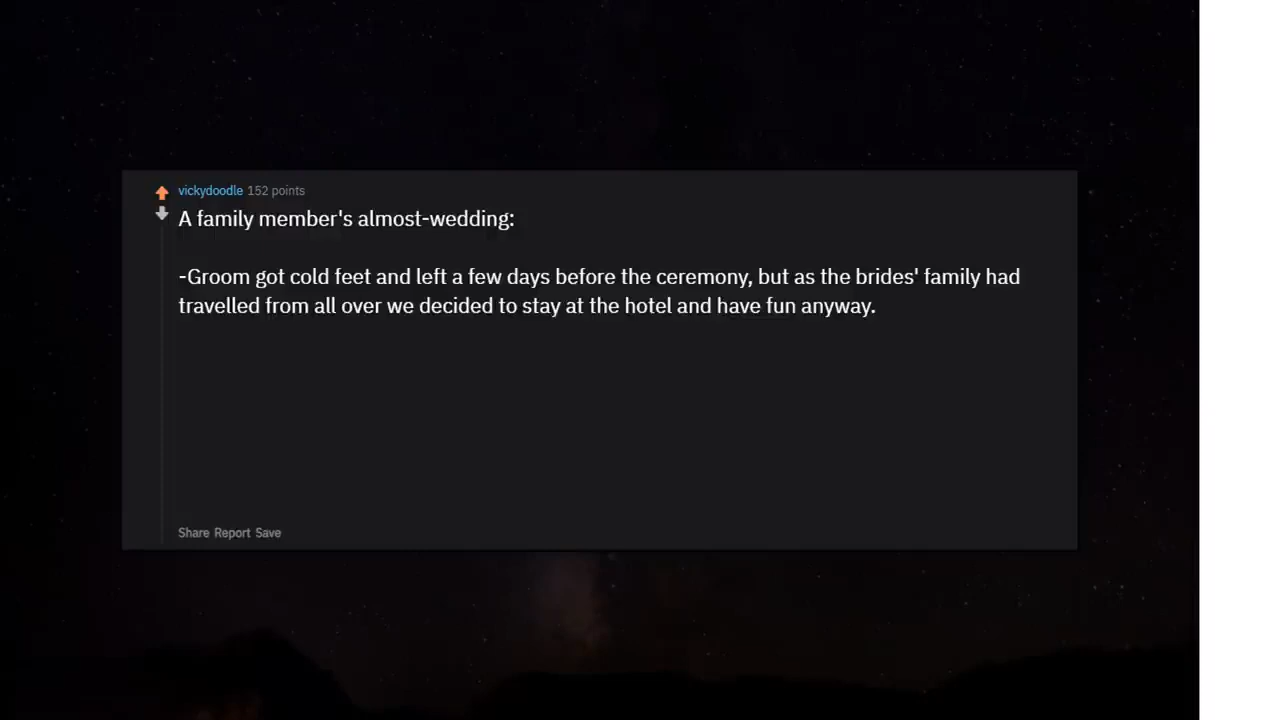 vickydoodle 152 points
A family member's almost-wedding:
-Groom got cold feet and left a few days before the ceremony, but as the brides' family had
travelled from all over we decided to stay at the hotel and have fun anyway.
Share Report Save